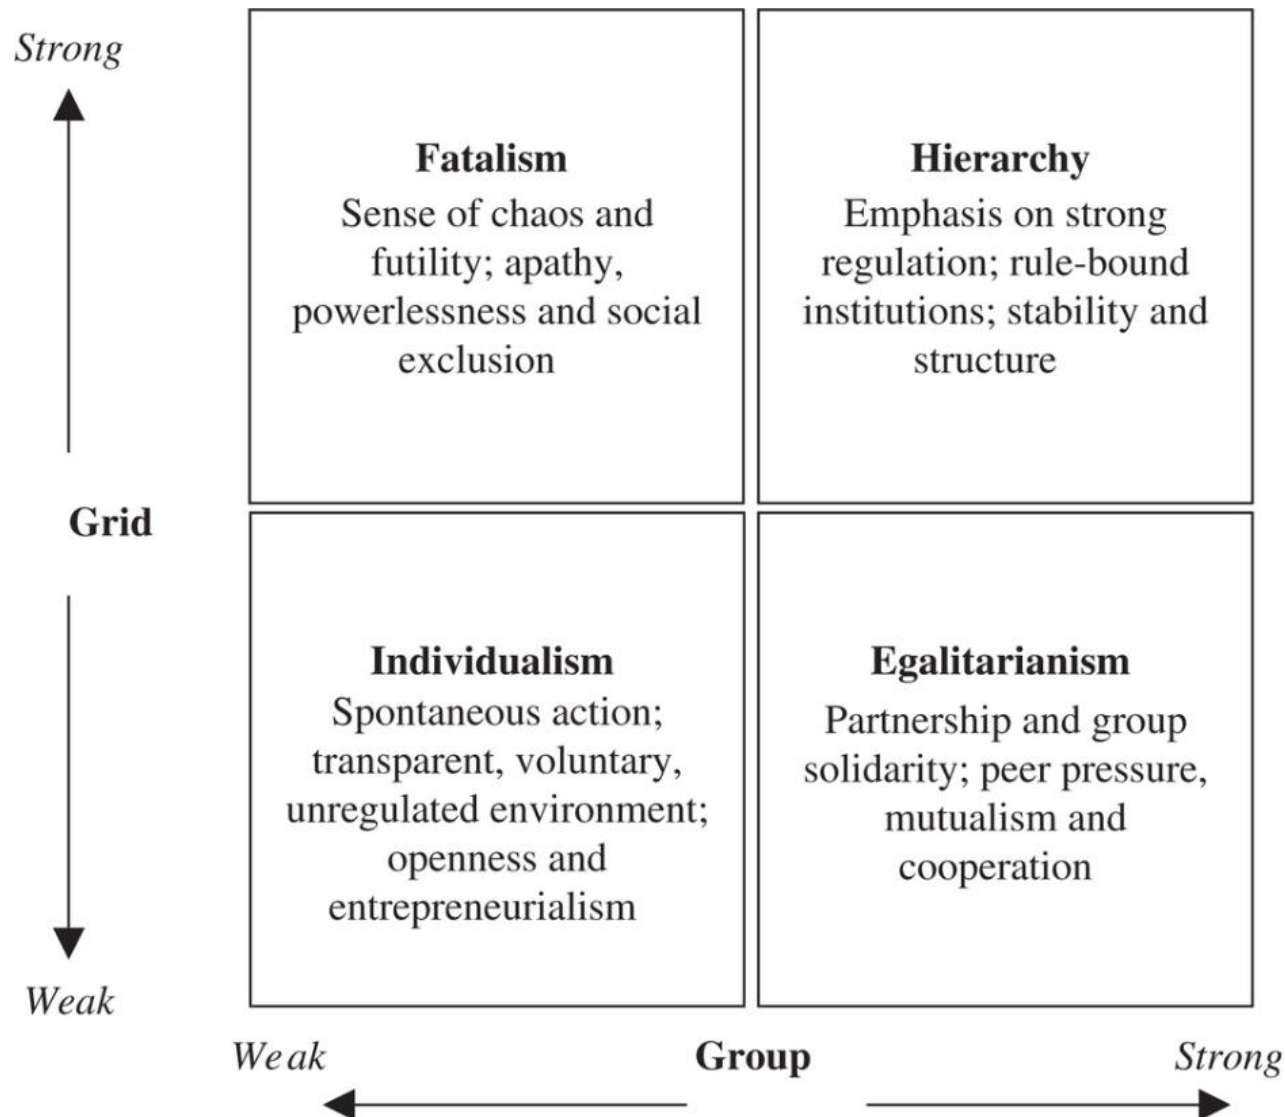 Strong
Fatalism
Sense of chaos and
futility; apathy,
powerlessness and social
exclusion
Hierarchy
Emphasis on strong
regulation; rule-bound
institutions; stability and
structure
Grid
Individualism
Spontaneous action;
transparent, voluntary,
unregulated environment;
openness and
entrepreneurialism
Egalitarianism
Partnership and group
solidarity; peer pressure,
mutualism and
cooperation
Weak
Weak
Group
Strong